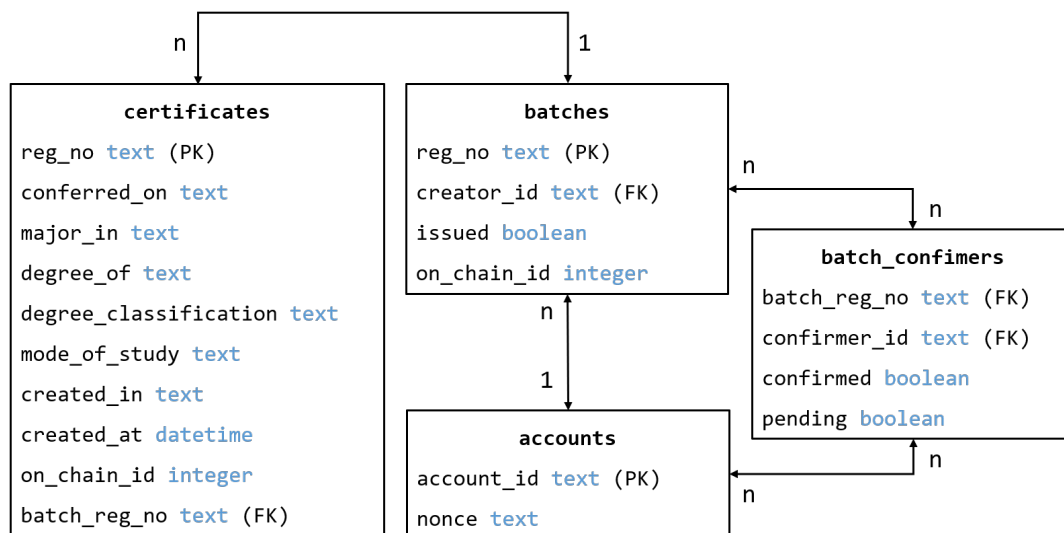 n
1
certificates
reg_no text (PK)
conferred_on text
major_in text
degree_of text
degree_classification text
mode_of_study text
created_in text
created_at datetime
on_chain_id integer
batch_reg_no text (FK)
batches
reg_no text (PK)
creator_id text (FK)
issued boolean
on_chain_id integer
n
n
batch_confimers
batch_reg_no text (FK)
confirmer_id text (FK)
confirmed boolean
pending boolean
n
1
accounts
account_id text (PK)
nonce text
n
n